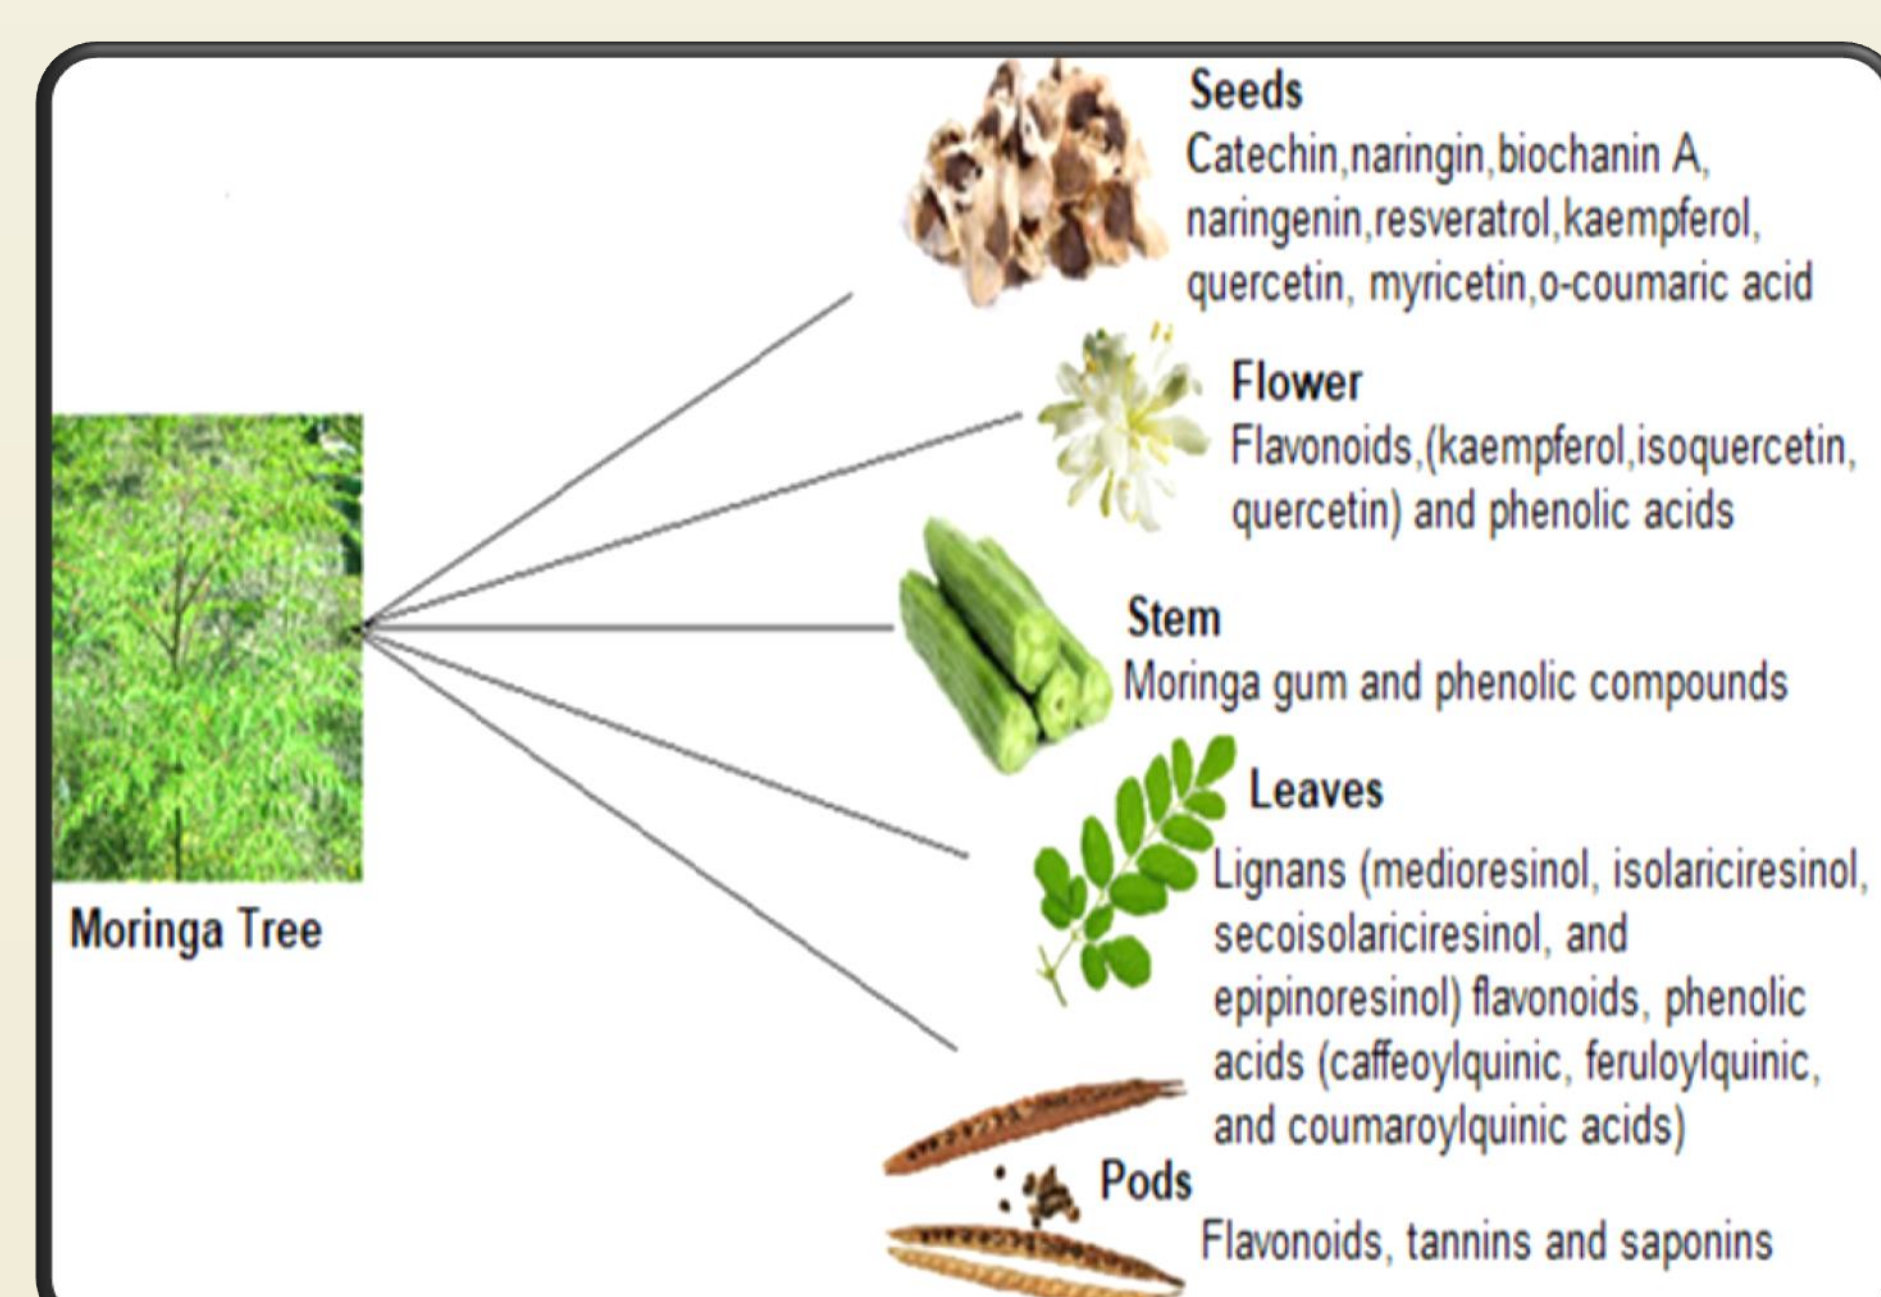 Seeds
Catechin,naringin,biochanin A,
naringenin,resveratrol,kaempferol,
quercetin, myricetin,o-coumaric acid
Flower
Flavonoids,(kaempferol,isoquercetin,
quercetin) and phenolic acids
Stem
Moringa gum and phenolic compounds
Leaves
Lignans (medioresinol, isolariciresinol,
secoisolariciresinol, and
epipinoresinol) flavonoids, phenolic
acids (caffeoylquinic, feruloylquinic,
and coumaroylquinic acids)
Pods
Flavonoids, tannins and saponins
Moringa Tree